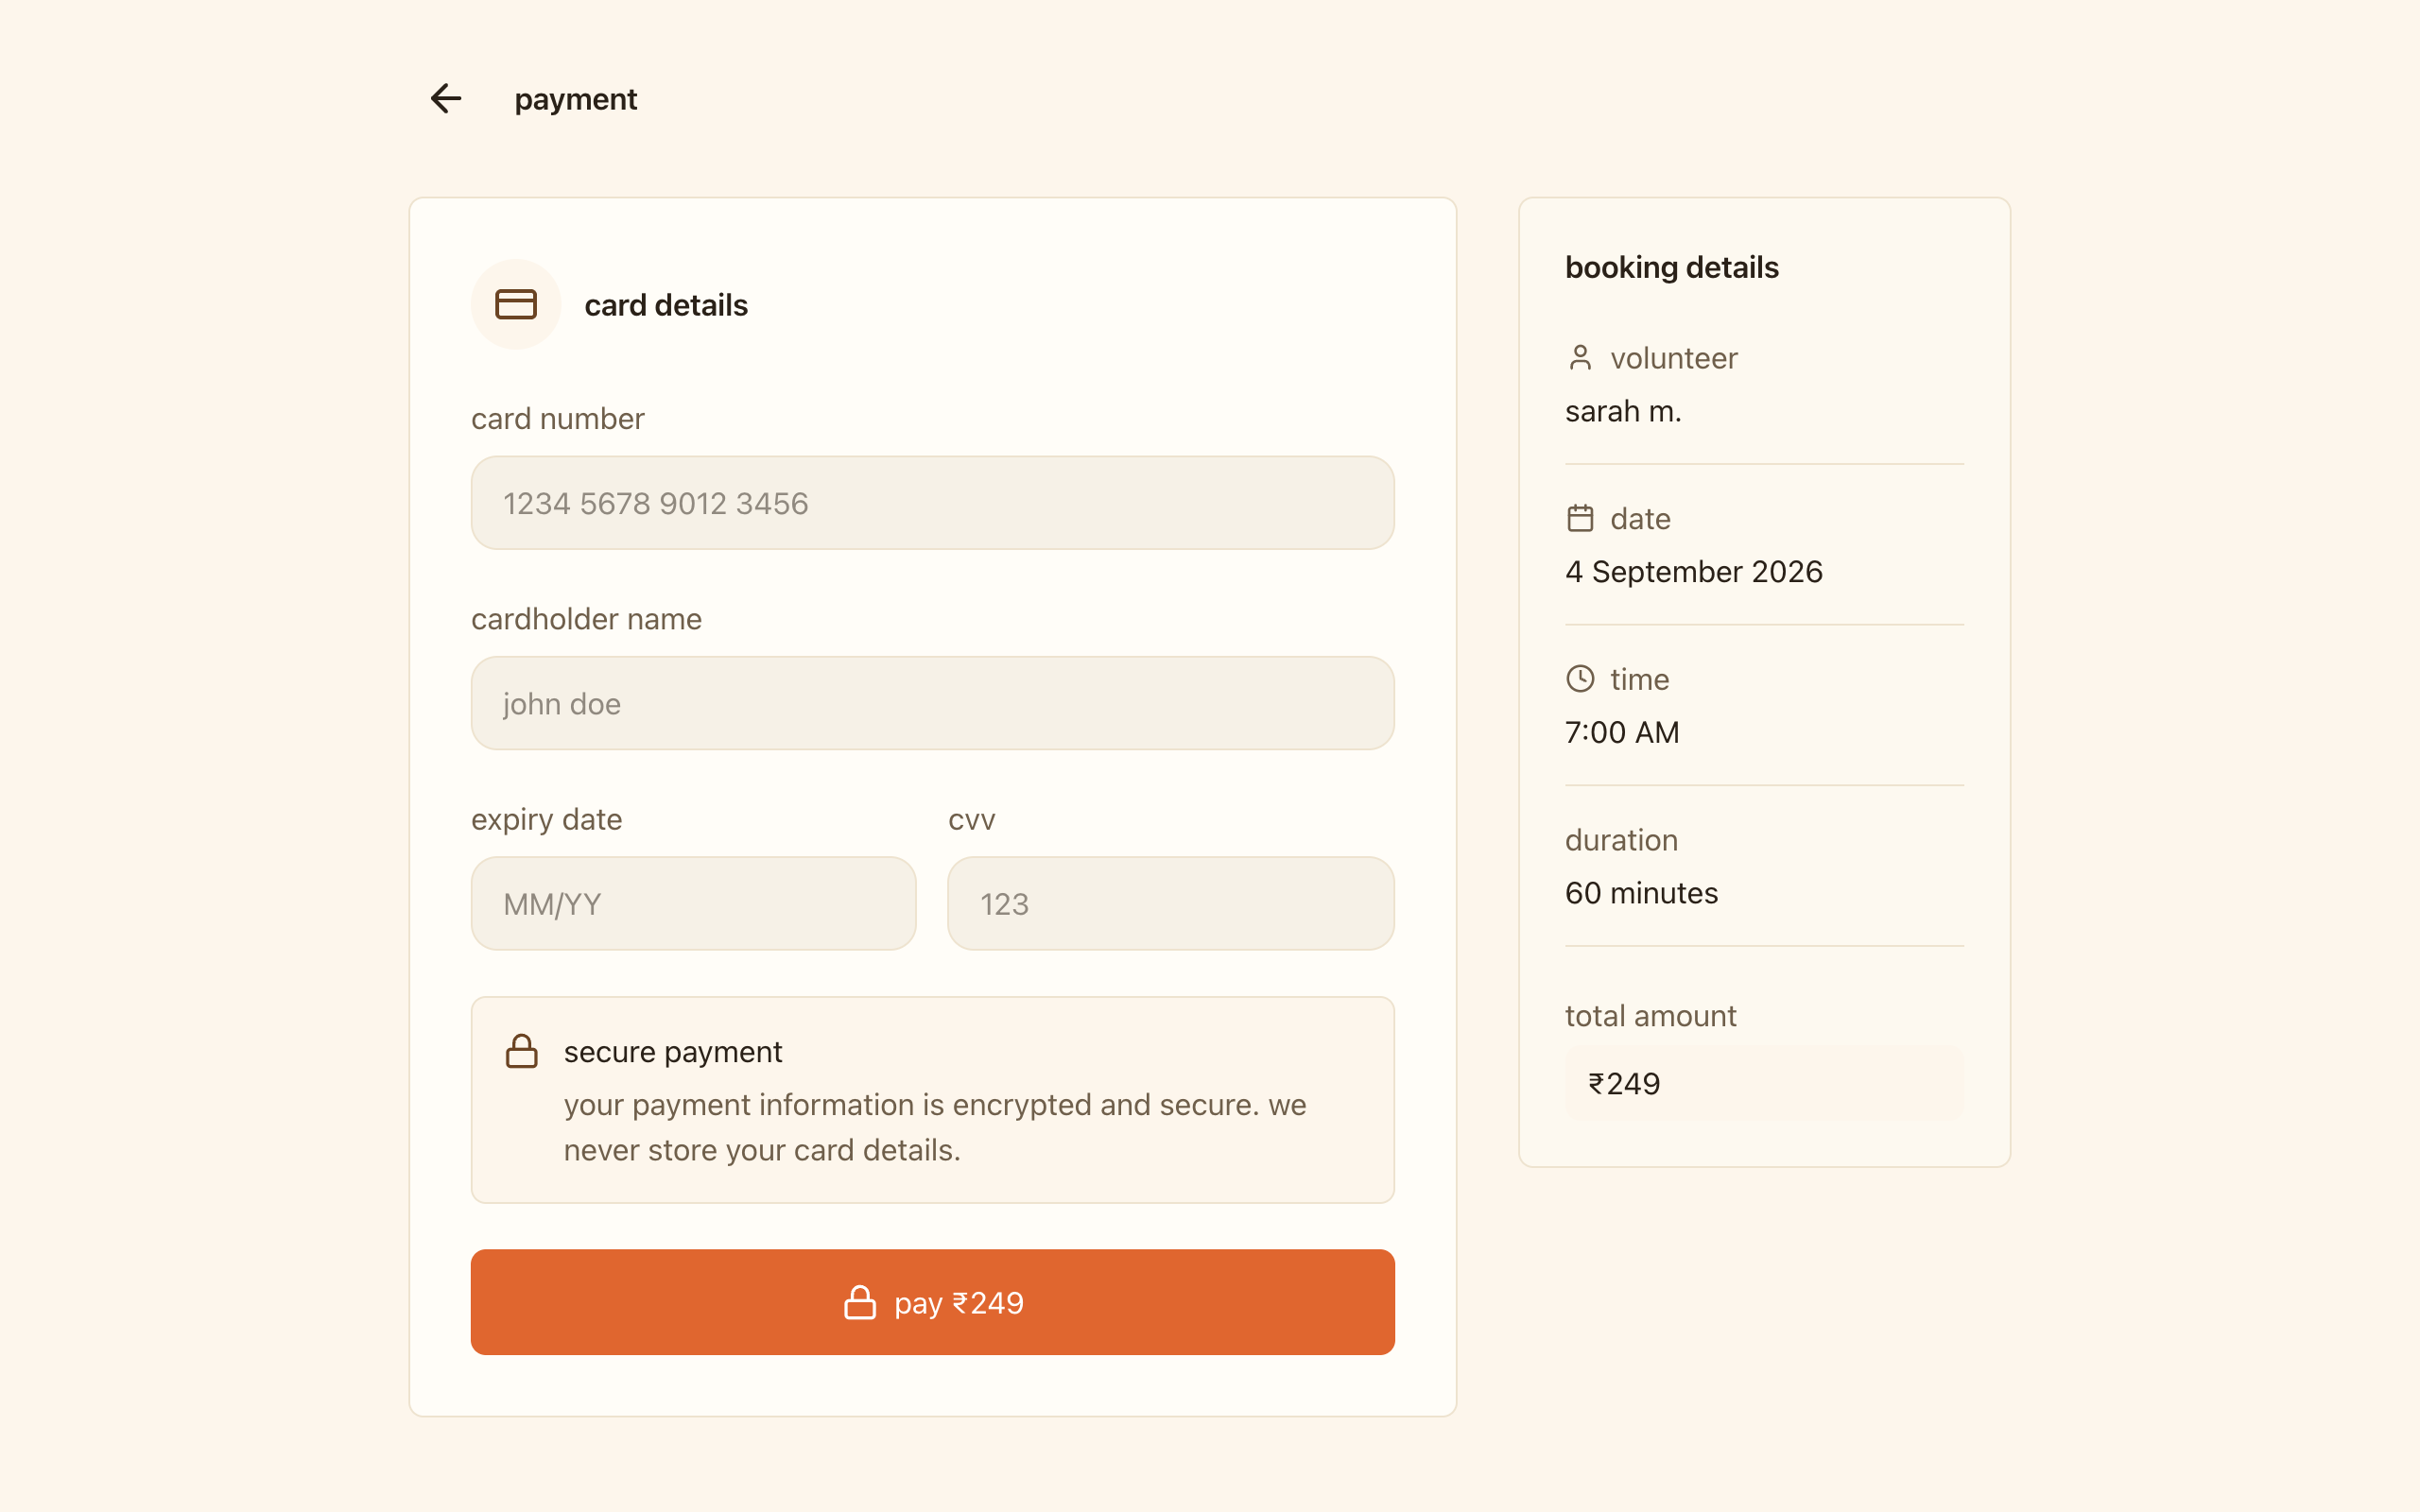 payment
card details
card number
1234 5678 9012 3456
cardholder name
john doe
expiry date
MM/YY
cvv
123
secure payment
your payment information is encrypted and secure. we
never store your card details.
pay ₹249
booking details
volunteer
sarah m.
date
4 September 2026
time
7:00 AM
duration
60 minutes
total amount
₹249